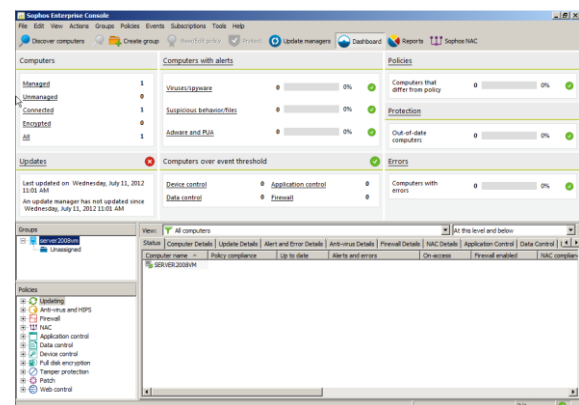 Sophos Enterprise Console
File Edit View Actions Groups Policies Events Subscriptions Tools Help
Discover computers Create group View/Edit policy Protect Update managers Dashboard Reports Sophos NAC
Computers
Managed 1
Unmanaged 0
Connected 1
Encrypted 0
All 1
Computers with alerts
Viruses/spyware 0 0%
Suspicious behavior/files 0 0%
Adware and PUA 0 0%
Policies
Computers that differ from policy 0 0%
Protection
Out-of-date computers 0 0%
Updates
Last updated on Wednesday, July 11, 2012
11:01 AM
An update manager has not updated since
Wednesday, July 11, 2012 11:01 AM
Computers over event threshold
Device control 0 Application control 0
Data control 0 Firewall 0
Errors
Computers with errors 0 0%
Groups
server2008vm
Unassigned
View: All computers At this level and below
Status Computer Details Update Details Alert and Error Details Anti-virus Details Firewall Details NAC Details Application Control Data Control
Computer name Policy compliance Up to date Alerts and errors On-access Firewall enabled NAC complian
SERVER2008VM
Policies
Updating
Anti-virus and HIPS
Firewall
NAC
Application control
Data control
Device control
Full disk encryption
Tamper protection
Patch
Web control